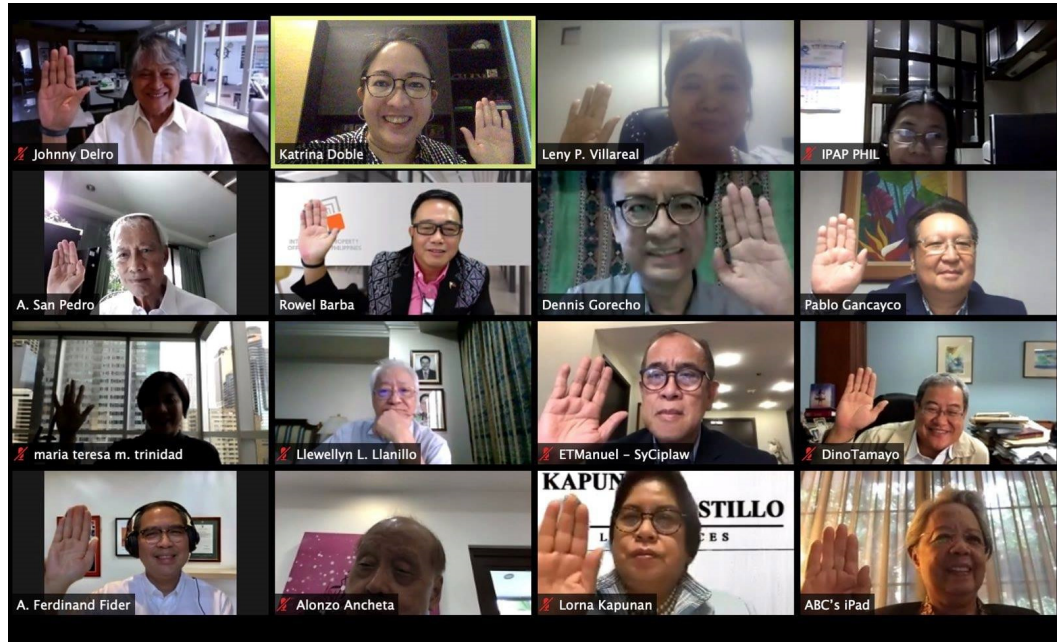 Johnny Delro
Katrina Doble
Leny P. Villareal
IPAP PHIL
A. San Pedro
Rowel Barba
Dennis Gorecho
Pablo Gancayco
maria teresa m. trinidad
Llewellyn L. Llanillo
ETManuel – SyCiplaw
DinoTamayo
A. Ferdinand Fider
Alonzo Ancheta
KAPUN STILLO
L CES
Lorna Kapunan
ABC's iPad